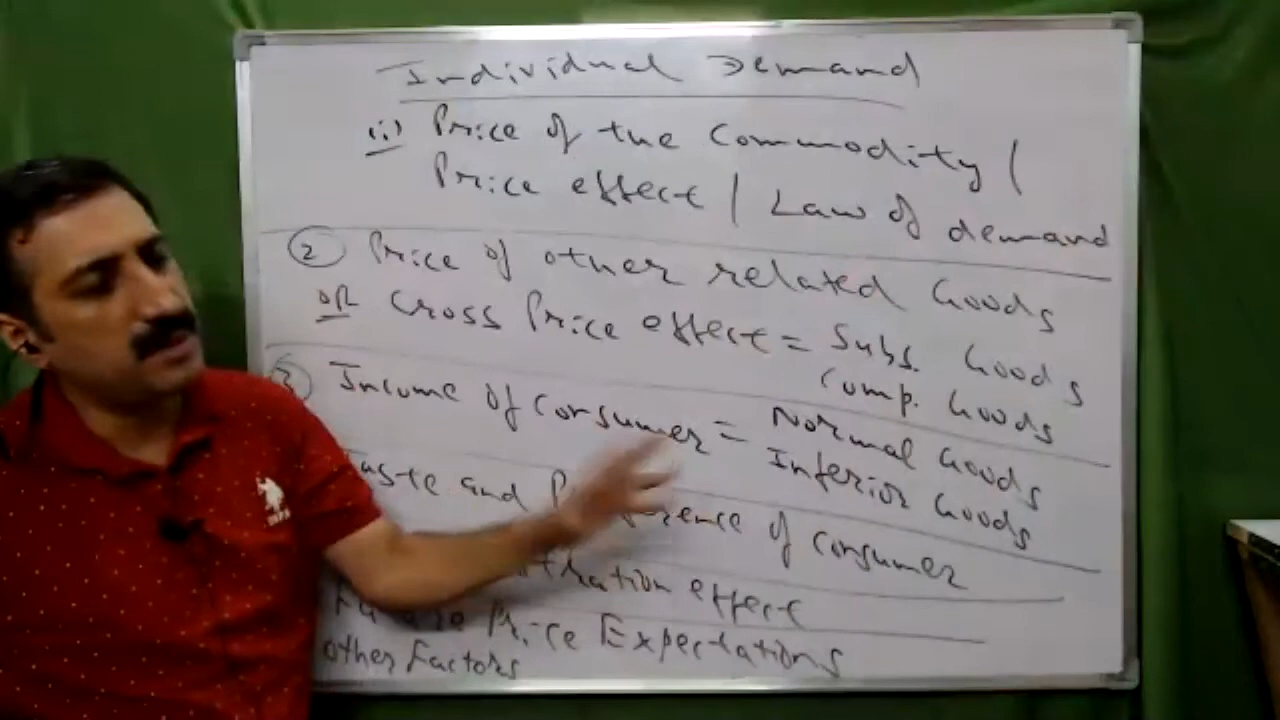 Individual Demand
(i) Price of the Commodity /
Price effect / Law of demand
2 Price of other related Goods
OR Cross Price effect = Subs. Goods
Comp. Goods
3 Income of consumer = Normal Goods
Inferior Goods
and of consumer
effect
Price Expectations
other Factors